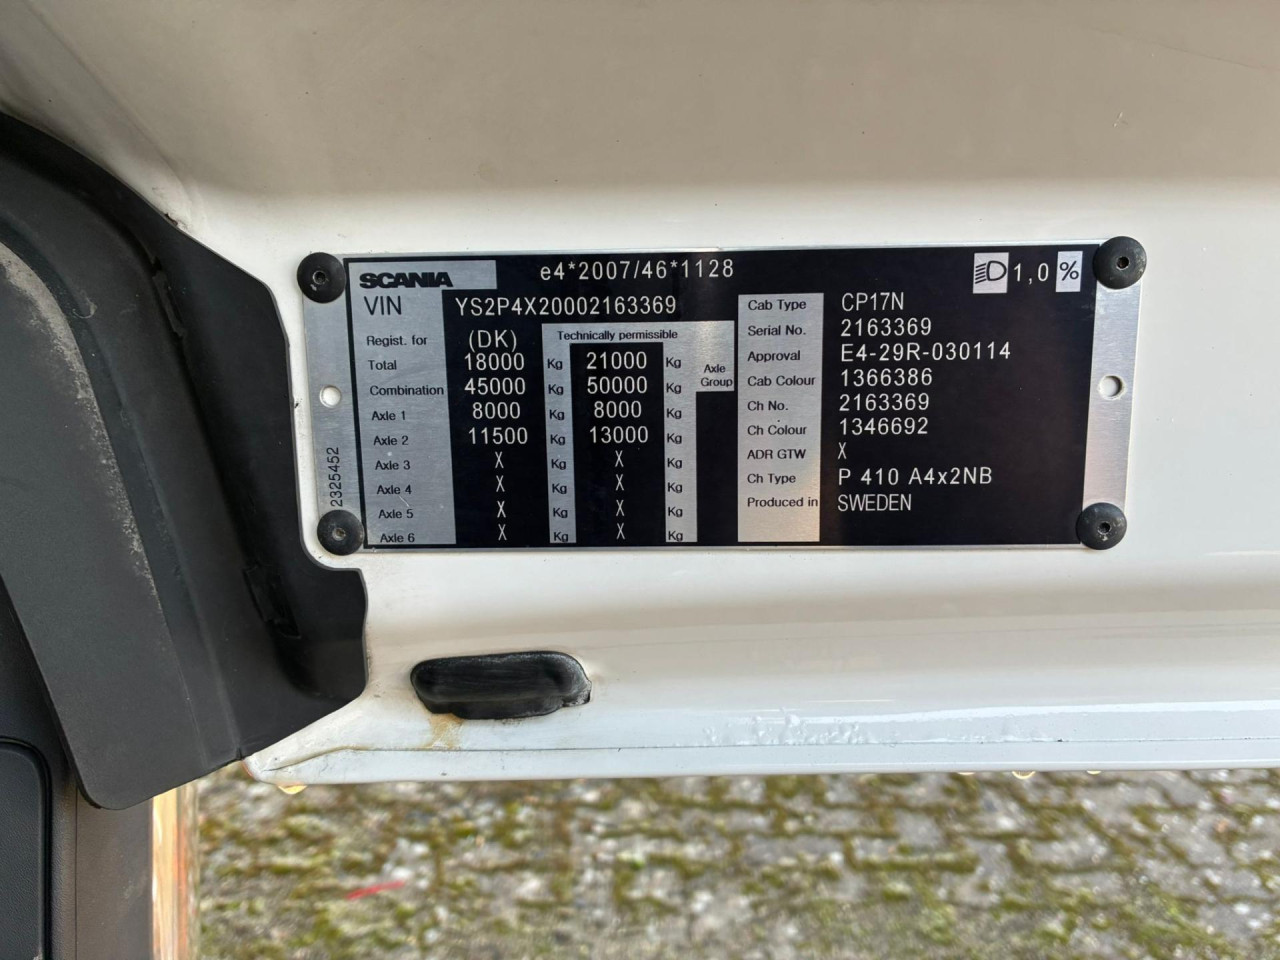 SCANIA e4*2007/46*1128 1,0 %
VIN YS2P4X20002163369
Regist. for (DK) Technically permissible
Total 18000 Kg 21000 Kg Axle Group
Combination 45000 Kg 50000 Kg
Axle 1 8000 Kg 8000 Kg
Axle 2 11500 Kg 13000 Kg
Axle 3 X Kg X Kg
Axle 4 X Kg X Kg
Axle 5 X Kg X Kg
Axle 6 X Kg X Kg
Cab Type CP17N
Serial No. 2163369
Approval E4-29R-030114
Cab Colour 1366386
Ch No. 2163369
Ch Colour 1346692
ADR GTW X
Ch Type P 410 A4x2NB
Produced in SWEDEN
2325452